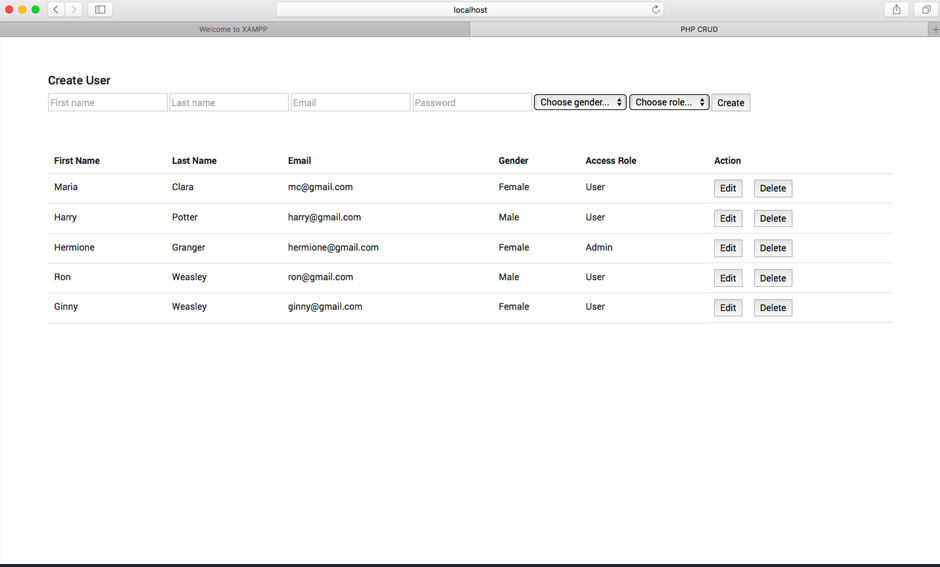 localhost
Welcome to XAMPP PHP CRUD +
Create User
First name Last name Email Password Choose gender... Choose role... Create
First Name Last Name Email Gender Access Role Action
Maria Clara mc@gmail.com Female User Edit Delete
Harry Potter harry@gmail.com Male User Edit Delete
Hermione Granger hermione@gmail.com Female Admin Edit Delete
Ron Weasley ron@gmail.com Male User Edit Delete
Ginny Weasley ginny@gmail.com Female User Edit Delete